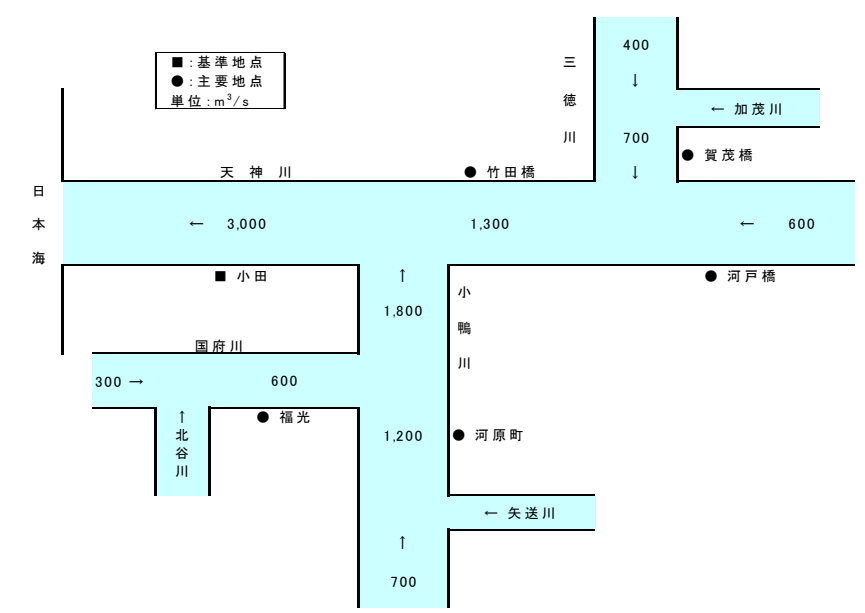 ■:基準地点
●:主要地点
単位:m³/s
三徳川
400
↓
← 加茂川
700
↓
● 賀茂橋
天神川
● 竹田橋
日本海
← 3,000
1,300
← 600
■ 小田
↑
1,800
小鴨川
● 河戸橋
国府川
300 →
600
↑
北谷川
● 福光
1,200
● 河原町
← 矢送川
↑
700